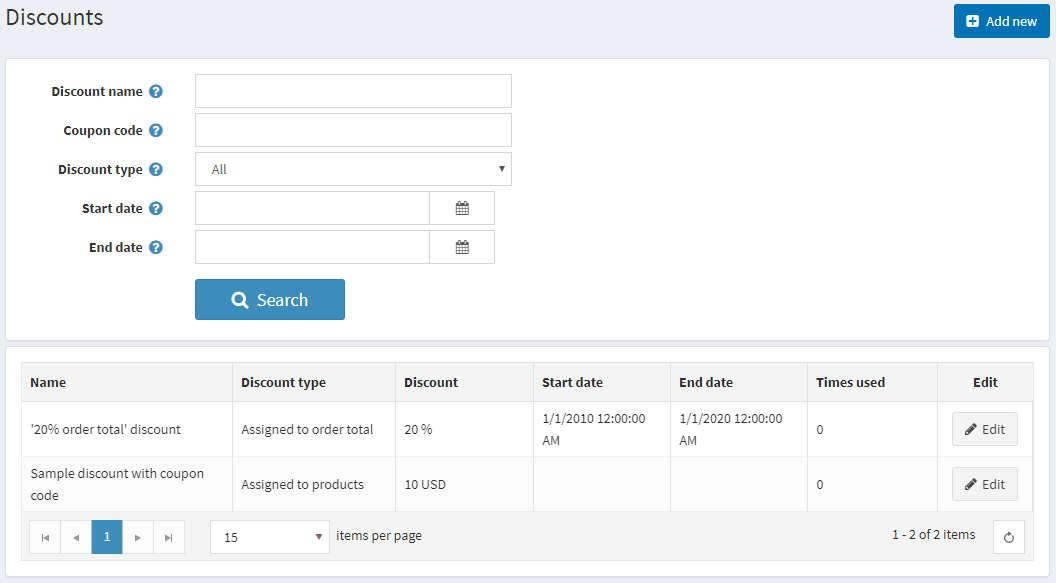 Discounts
Add new
Discount name
Coupon code
Discount type
All
Start date
End date
Search
Name Discount type Discount Start date End date Times used Edit
'20% order total' discount Assigned to order total 20 % 1/1/2010 12:00:00 AM 1/1/2020 12:00:00 AM 0 Edit
Sample discount with coupon code Assigned to products 10 USD 0 Edit
1 15 items per page 1 - 2 of 2 items